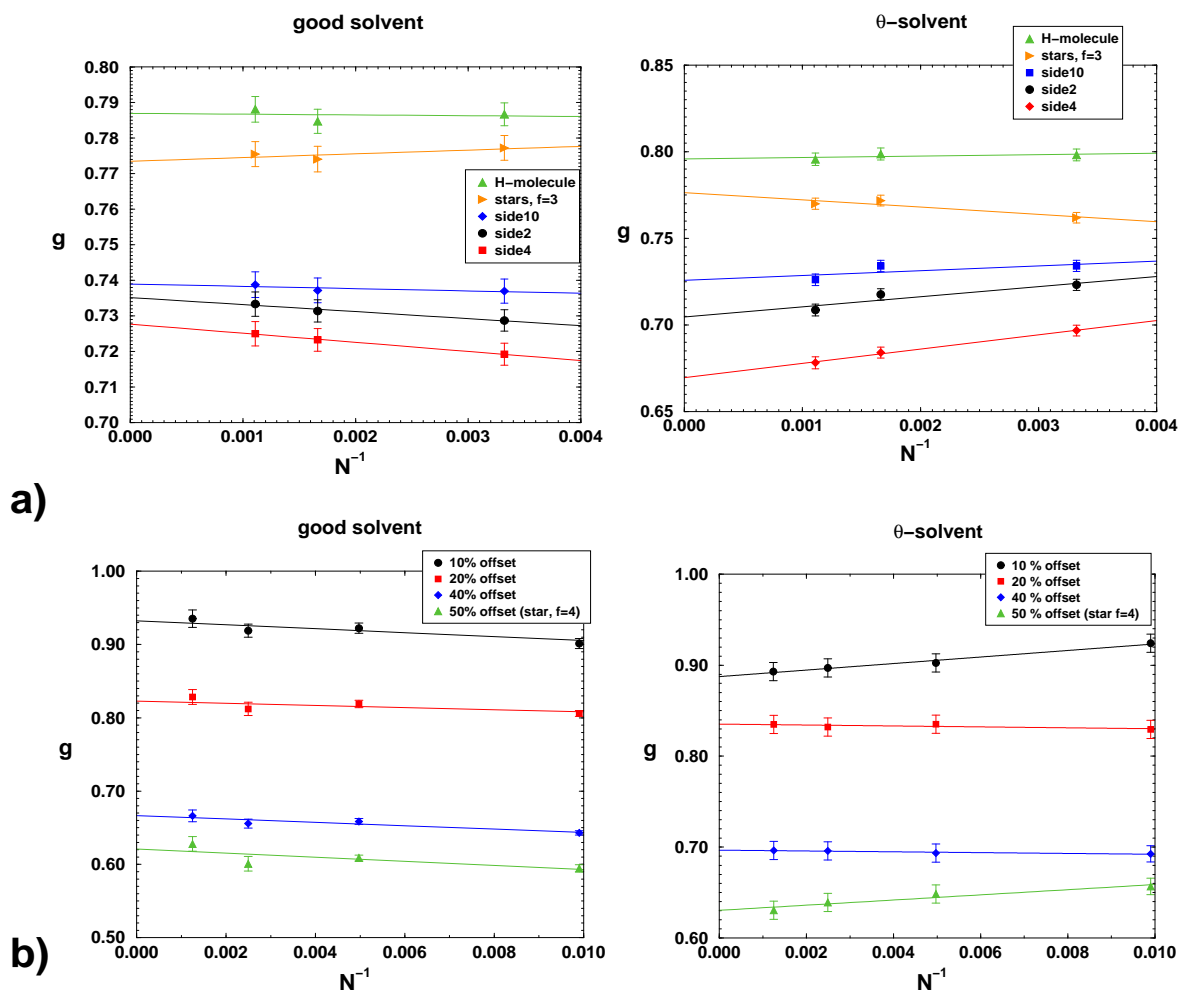 good solvent
0.80
0.79
0.78
0.77
0.76
0.75
0.74
0.73
0.72
0.71
0.70
g
0.000 0.001 0.002 0.003 0.004
N⁻¹
H−molecule
stars, f=3
side10
side2
side4
θ−solvent
0.85
0.80
0.75
0.70
0.65
g
0.000 0.001 0.002 0.003 0.004
N⁻¹
H−molecule
stars, f=3
side10
side2
side4
a)
good solvent
1.00
0.90
0.80
0.70
0.60
0.50
g
0.000 0.002 0.004 0.006 0.008 0.010
N⁻¹
10% offset
20% offset
40% offset
50% offset (star, f=4)
θ−solvent
1.00
0.90
0.80
0.70
0.60
g
0.000 0.002 0.004 0.006 0.008 0.010
N⁻¹
10 % offset
20 % offset
40 % offset
50 % offset (star f=4)
b)